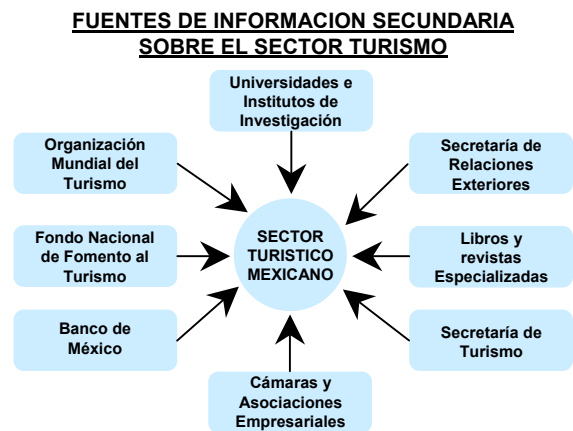 FUENTES DE INFORMACION SECUNDARIA
SOBRE EL SECTOR TURISMO
Universidades e
Institutos de
Investigación
Organización
Mundial del
Turismo
Secretaría de
Relaciones
Exteriores
Fondo Nacional
de Fomento al
Turismo
SECTOR
TURISTICO
MEXICANO
Libros y
revistas
Especializadas
Banco de
México
Secretaría de
Turismo
Cámaras y
Asociaciones
Empresariales